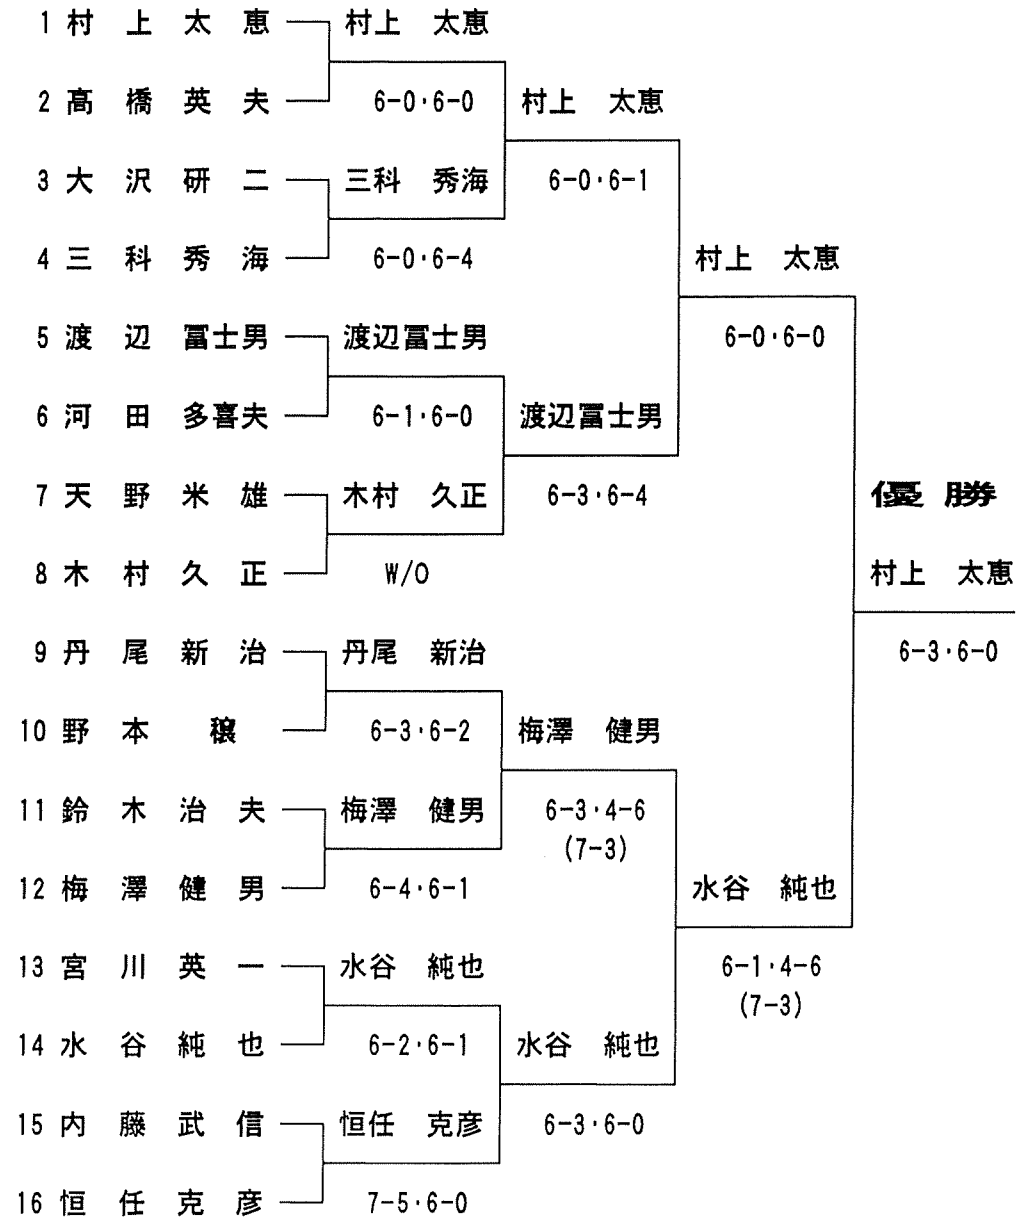 1 村 上 太 恵 村上 太恵
2 高 橋 英 夫 6-0・6-0 村上 太恵
3 大 沢 研 二 三科 秀海 6-0・6-1
4 三 科 秀 海 6-0・6-4 村上 太恵
5 渡 辺 冨士男 渡辺冨士男 6-0・6-0
6 河 田 多喜夫 6-1・6-0 渡辺冨士男
7 天 野 米 雄 木村 久正 6-3・6-4 優勝
8 木 村 久 正 W/O 村上 太恵
9 丹 尾 新 治 丹尾 新治 6-3・6-0
10 野 本 穣 6-3・6-2 梅澤 健男
11 鈴 木 治 夫 梅澤 健男 6-3・4-6
(7-3)
12 梅 澤 健 男 6-4・6-1 水谷 純也
13 宮 川 英 一 水谷 純也 6-1・4-6
(7-3)
14 水 谷 純 也 6-2・6-1 水谷 純也
15 内 藤 武 信 恒任 克彦 6-3・6-0
16 恒 任 克 彦 7-5・6-0